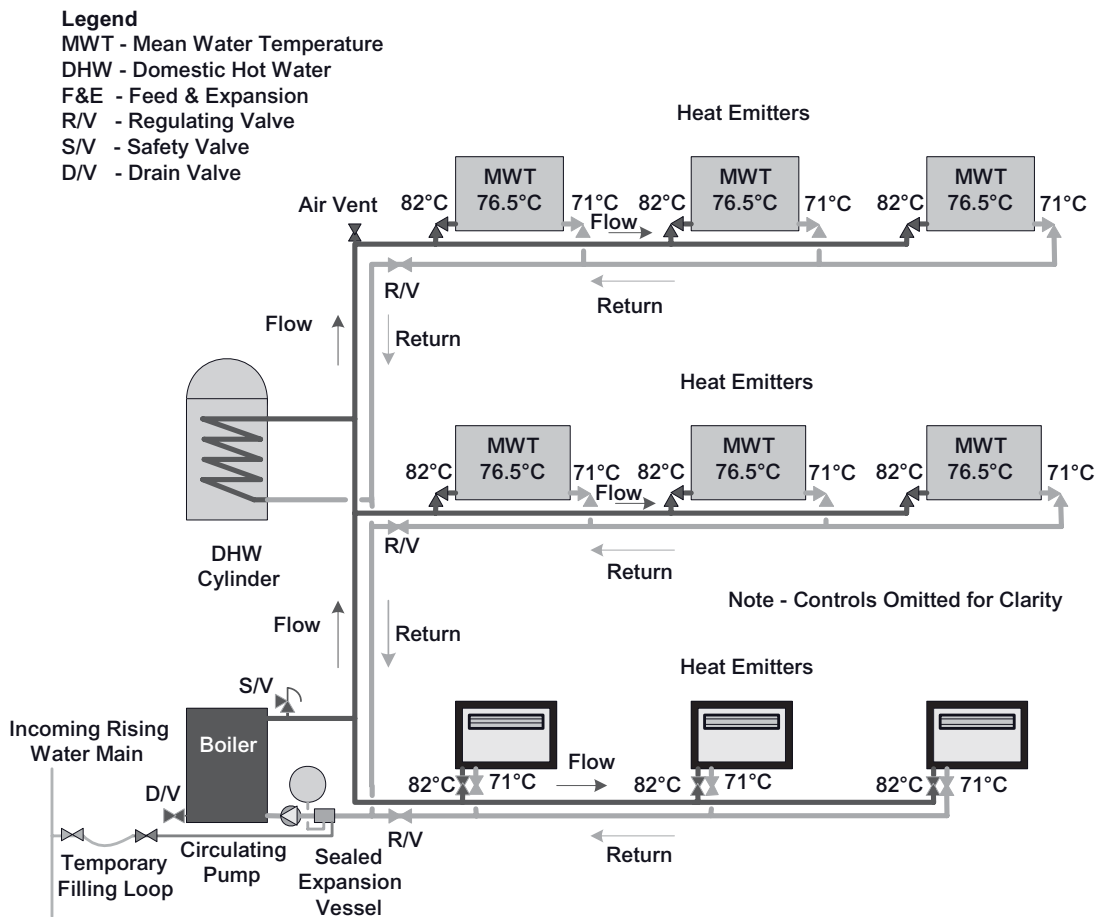 Legend
MWT - Mean Water Temperature
DHW - Domestic Hot Water
F&E - Feed & Expansion
R/V - Regulating Valve
S/V - Safety Valve
D/V - Drain Valve
Heat Emitters
Air Vent
82°C
MWT
76.5°C
71°C
Flow
82°C
MWT
76.5°C
71°C
82°C
MWT
76.5°C
71°C
R/V
Return
Flow
Return
Heat Emitters
82°C
MWT
76.5°C
71°C
Flow
82°C
MWT
76.5°C
71°C
82°C
MWT
76.5°C
71°C
R/V
Return
DHW
Cylinder
Note - Controls Omitted for Clarity
Flow
Return
Heat Emitters
S/V
Incoming Rising
Water Main
Boiler
Flow
82°C
71°C
82°C
71°C
82°C
71°C
D/V
R/V
Return
Temporary
Filling Loop
Circulating
Pump
Sealed
Expansion
Vessel